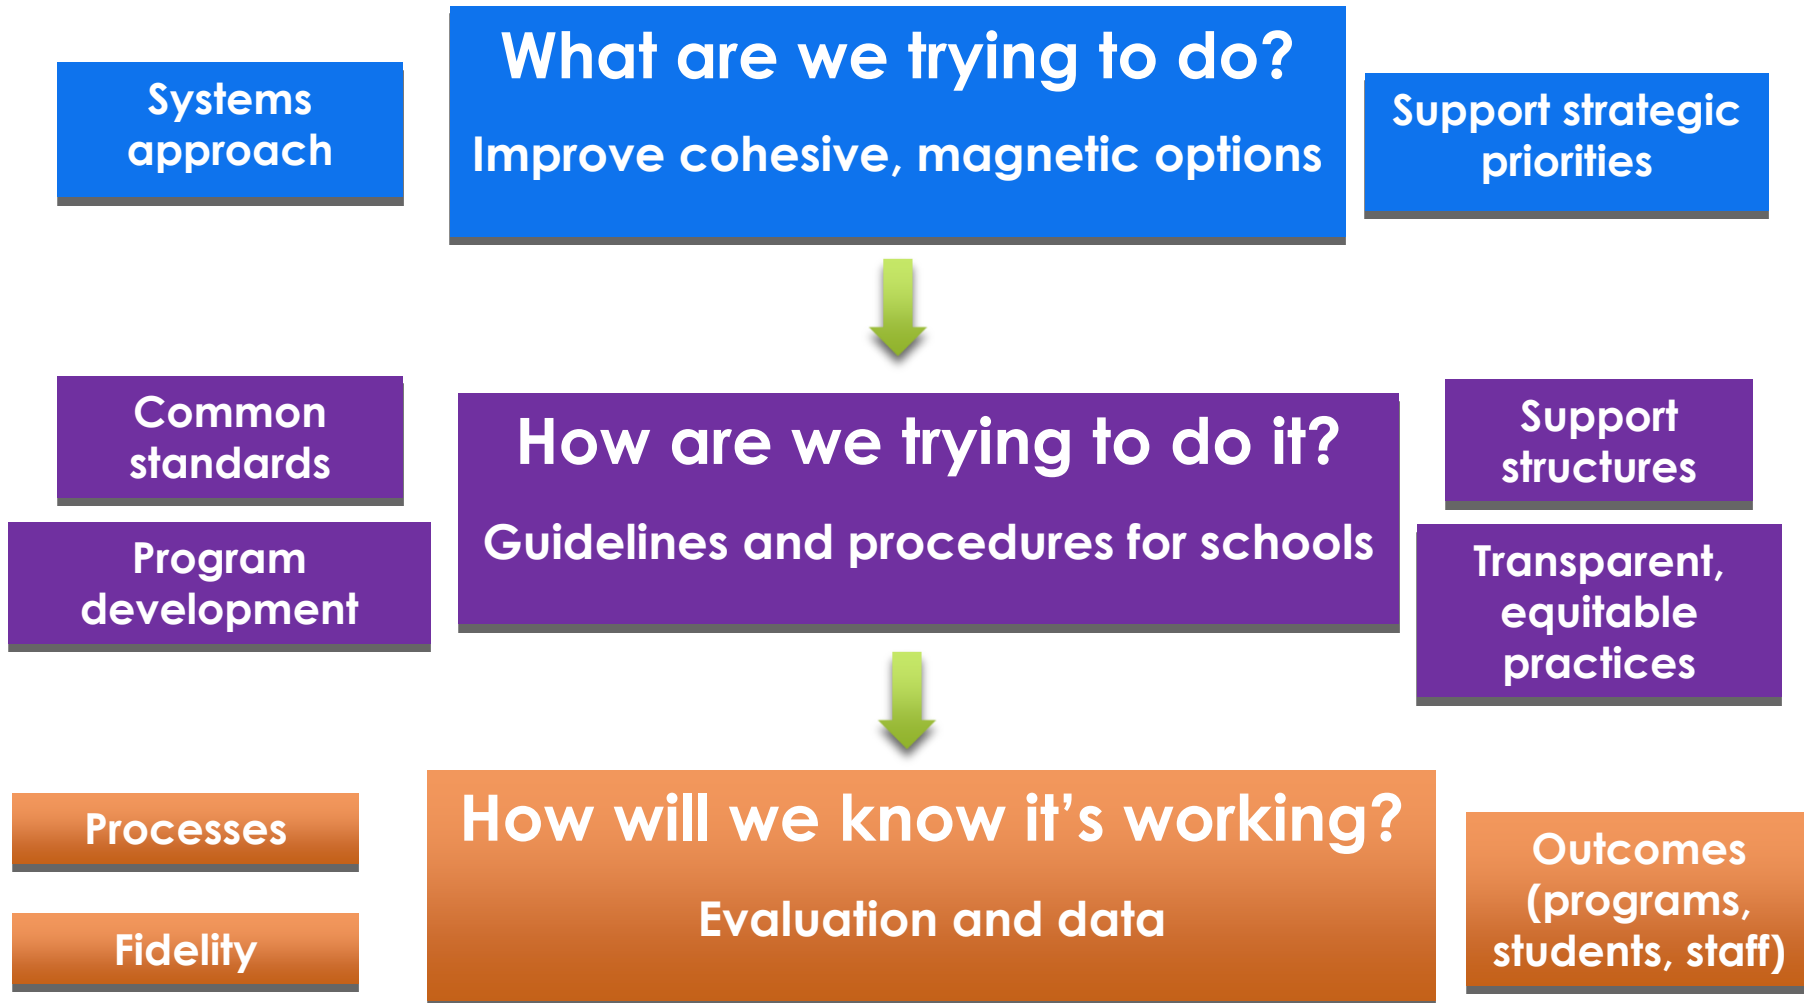 What are we trying to do?
Improve cohesive, magnetic options
Systems
approach
Support strategic
priorities
How are we trying to do it?
Guidelines and procedures for schools
Common
standards
Program
development
Support
structures
Transparent,
equitable
practices
How will we know it’s working?
Evaluation and data
Processes
Fidelity
Outcomes
(programs,
students, staff)